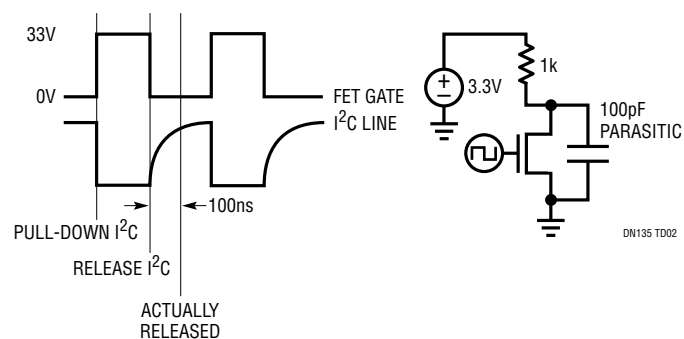 33V
0V
FET GATE
I²C LINE
100ns
PULL-DOWN I²C
RELEASE I²C
ACTUALLY
RELEASED
1k
3.3V
+
−
100pF
PARASITIC
DN135 TD02